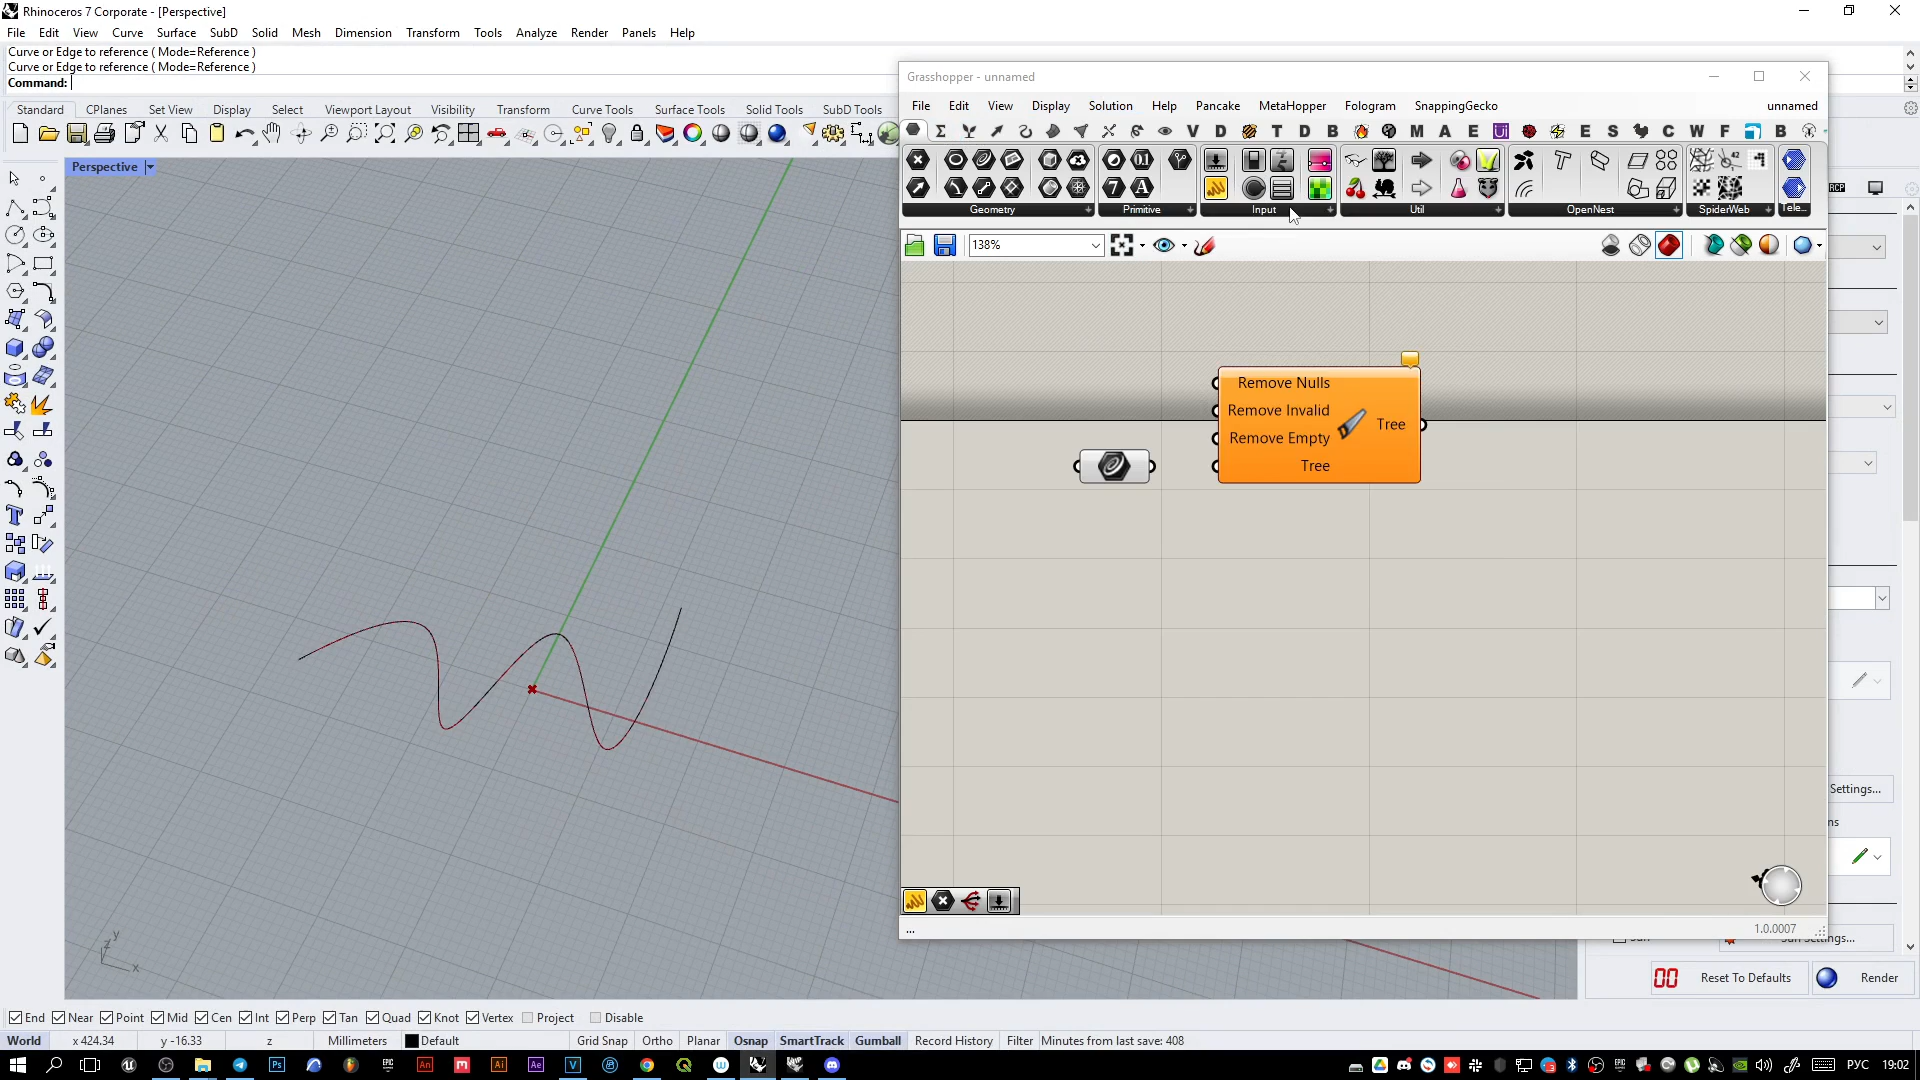 Rhinoceros 7 Corporate - [Perspective]
File Edit View Curve Surface SubD Solid Mesh Dimension Transform Tools Analyze Render Panels Help
Curve or Edge to reference ( Mode=Reference )
Curve or Edge to reference ( Mode=Reference )
Command:
Standard CPlanes Set View Display Select Viewport Layout Visibility Transform Curve Tools Surface Tools Solid Tools SubD Tools
Perspective
Grasshopper - unnamed
File Edit View Display Solution Help Pancake MetaHopper Fologram SnappingGecko unnamed
V D T D B M A E Ui E S C W F B
Geometry Primitive Input Util OpenNest SpiderWeb Tele...
138%
RCP
Remove Nulls
Remove Invalid
Remove Empty
Tree
Tree
Settings...
ns
1.0.0007
...
Sun Settings...
Reset To Defaults
Render
y
z
x
End Near Point Mid Cen Int Perp Tan Quad Knot Vertex Project Disable
World x 424.34 y -16.33 z Millimeters Default Grid Snap Ortho Planar Osnap SmartTrack Gumball Record History Filter Minutes from last save: 408
РУС 19:02